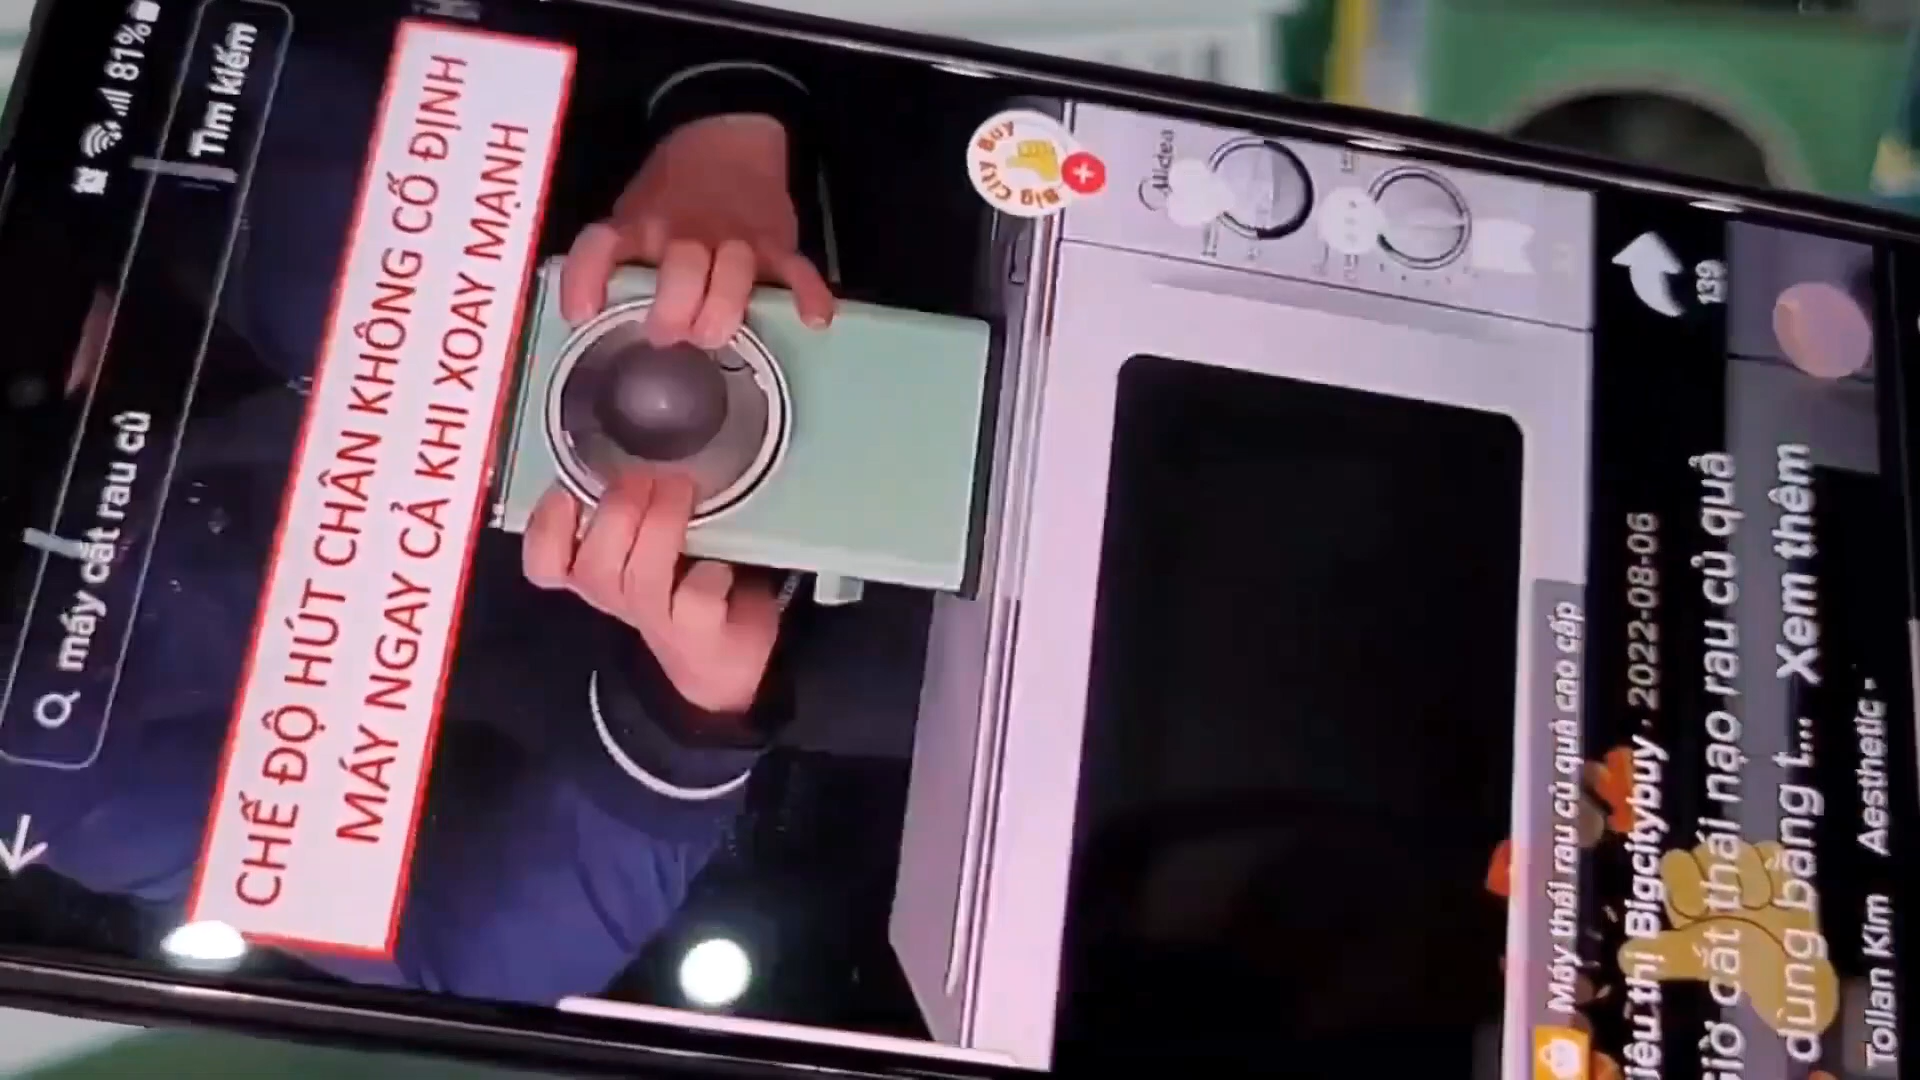 81%
máy cắt rau củ
Tìm kiếm
CHẾ ĐỘ HÚT CHÂN KHÔNG CỐ ĐỊNH
MÁY NGAY CẢ KHI XOAY MẠNH
Big City Buy
Midea
139
Máy thái rau củ quả cao cấp
iêu thị Bigcitybuy · 2022-08-06
Giờ cắt thái nạo rau củ quả
dùng bằng t... Xem thêm
Tollan Kim Aesthetic -